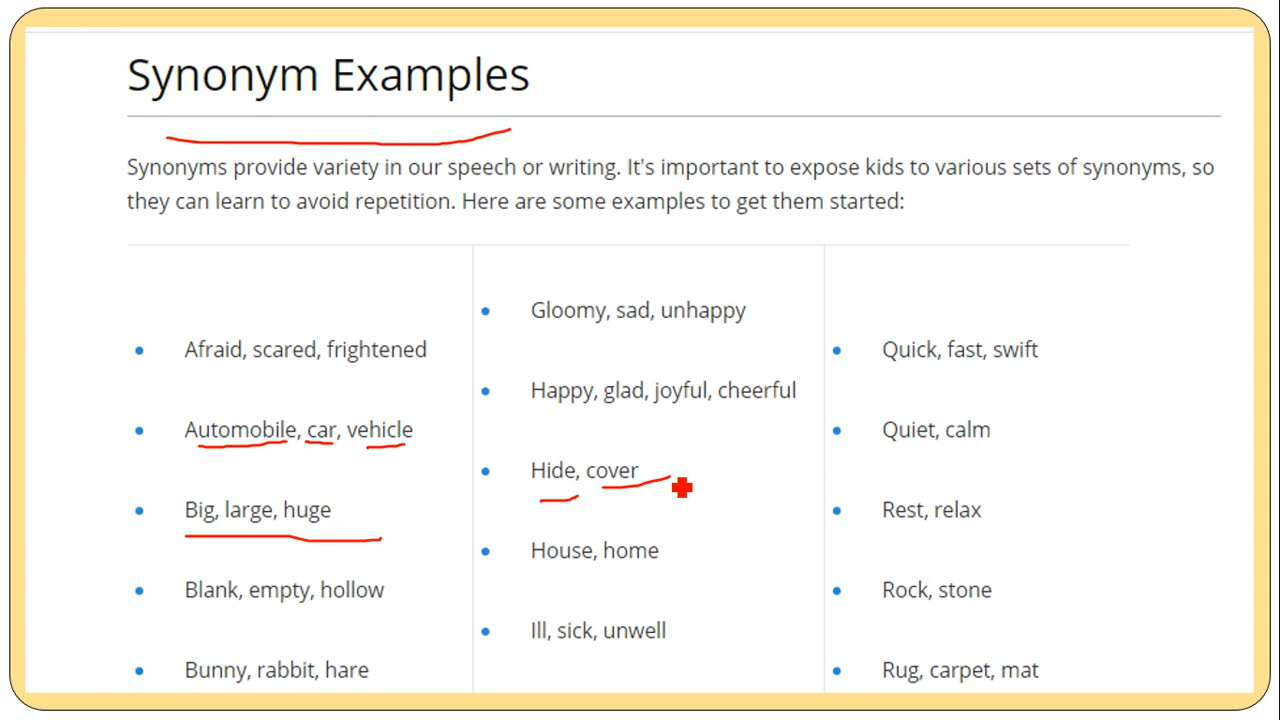 Synonym Examples
Synonyms provide variety in our speech or writing. It's important to expose kids to various sets of synonyms, so
they can learn to avoid repetition. Here are some examples to get them started:
Afraid, scared, frightened
Automobile, car, vehicle
Big, large, huge
Blank, empty, hollow
Bunny, rabbit, hare
Gloomy, sad, unhappy
Happy, glad, joyful, cheerful
Hide, cover
House, home
Ill, sick, unwell
Quick, fast, swift
Quiet, calm
Rest, relax
Rock, stone
Rug, carpet, mat